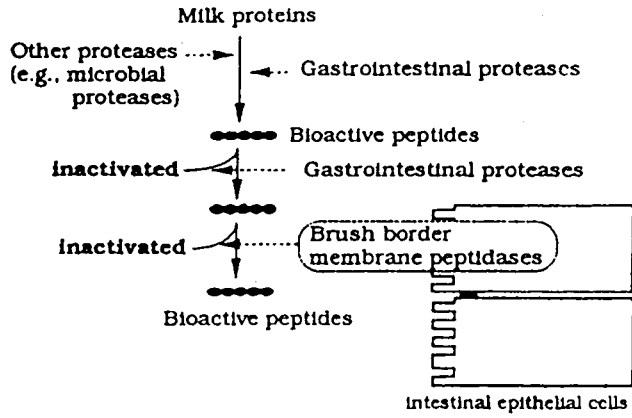 Milk proteins
Other proteases
(e.g., microbial
proteases)
Gastrointestinal proteases
Bioactive peptides
inactivated
Gastrointestinal proteases
inactivated
Brush border
membrane peptidases
Bioactive peptides
intestinal epithelial cells